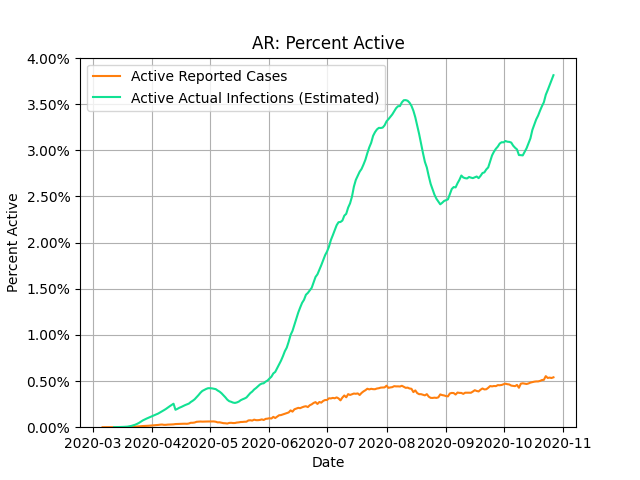 AR: Percent Active
4.00%
3.50%
3.00%
2.50%
2.00%
1.50%
1.00%
0.50%
0.00%
Percent Active
Active Reported Cases
Active Actual Infections (Estimated)
2020-03 2020-04 2020-05 2020-06 2020-07 2020-08 2020-09 2020-10 2020-11
Date